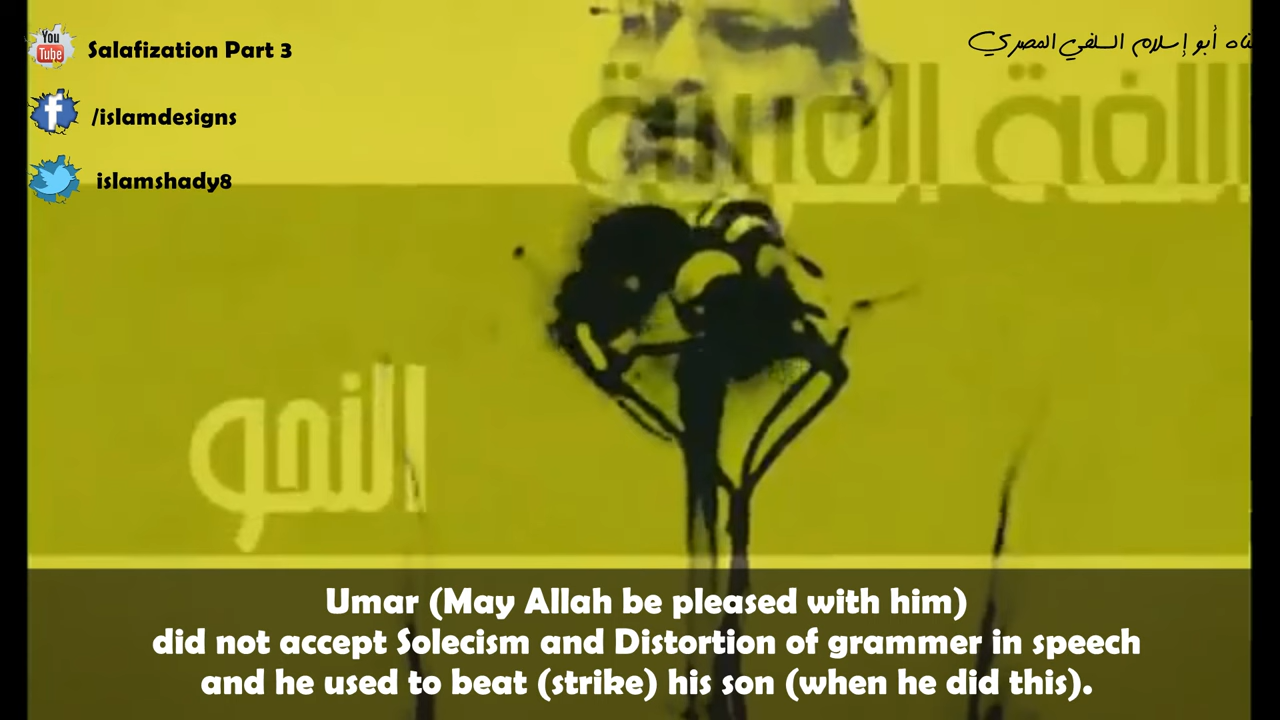 You
Tube
Salafization Part 3
أبو إسلام السلفي المصري
/islamdesigns
islamshady8
اللغة العربية
النحو
Umar (May Allah be pleased with him)
did not accept Solecism and Distortion of grammer in speech
and he used to beat (strike) his son (when he did this).